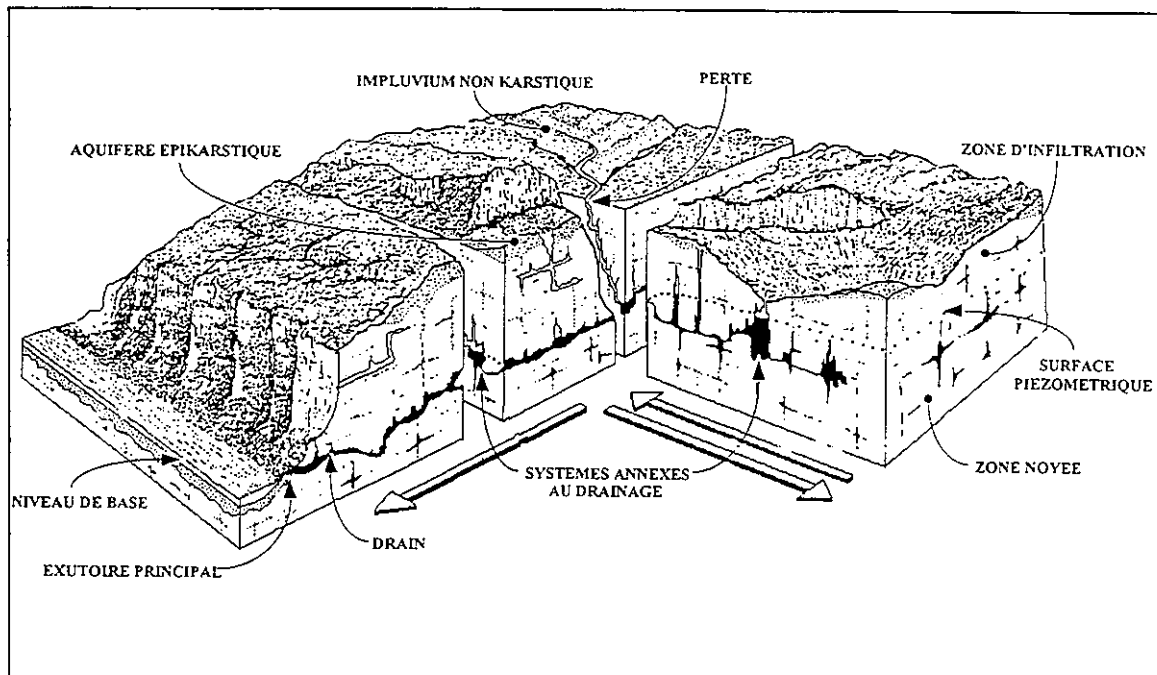 IMPLUVIUM NON KARSTIQUE
PERTE
AQUIFERE EPIKARSTIQUE
ZONE D'INFILTRATION
SURFACE
PIEZOMETRIQUE
SYSTEMES ANNEXES
AU DRAINAGE
ZONE NOYEE
NIVEAU DE BASE
DRAIN
EXUTOIRE PRINCIPAL